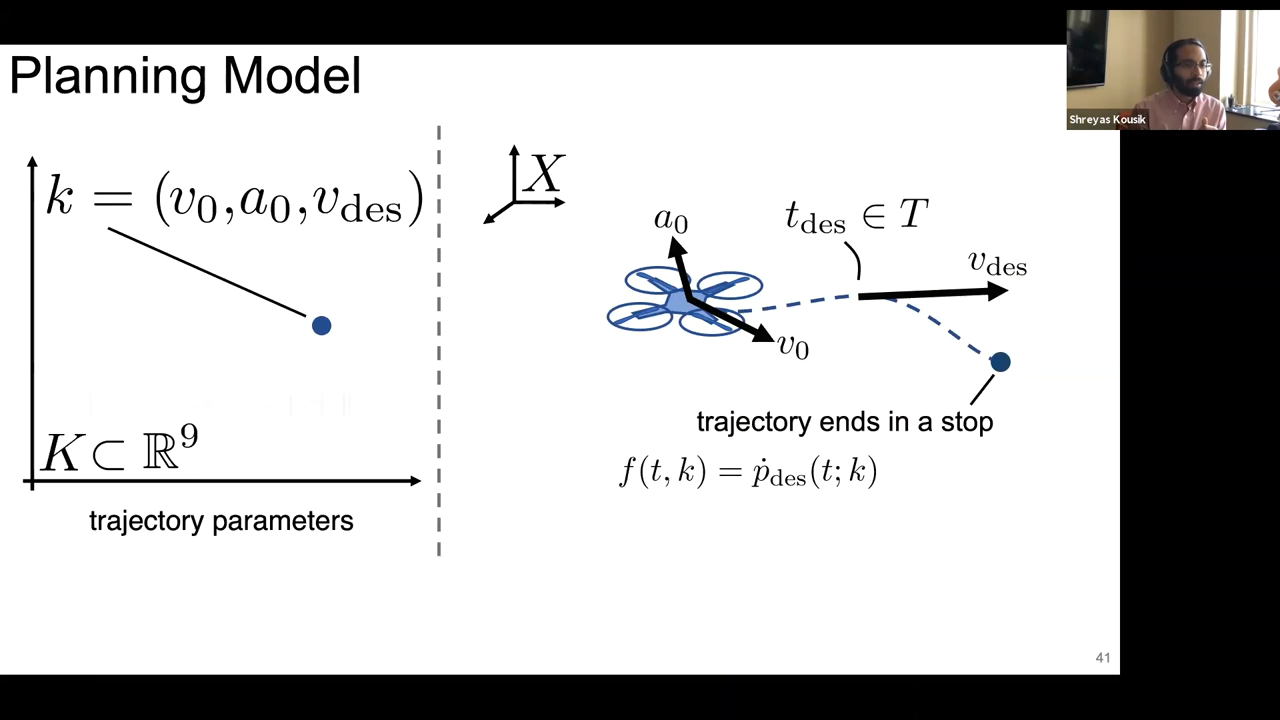 Planning Model
Shreyas Kousik
k = (v₀,a₀,v_des)
X
a₀
t_des ∈ T
v_des
v₀
trajectory ends in a stop
K ⊂ ℝ⁹
f(t, k) = ṗ_des(t; k)
trajectory parameters
41